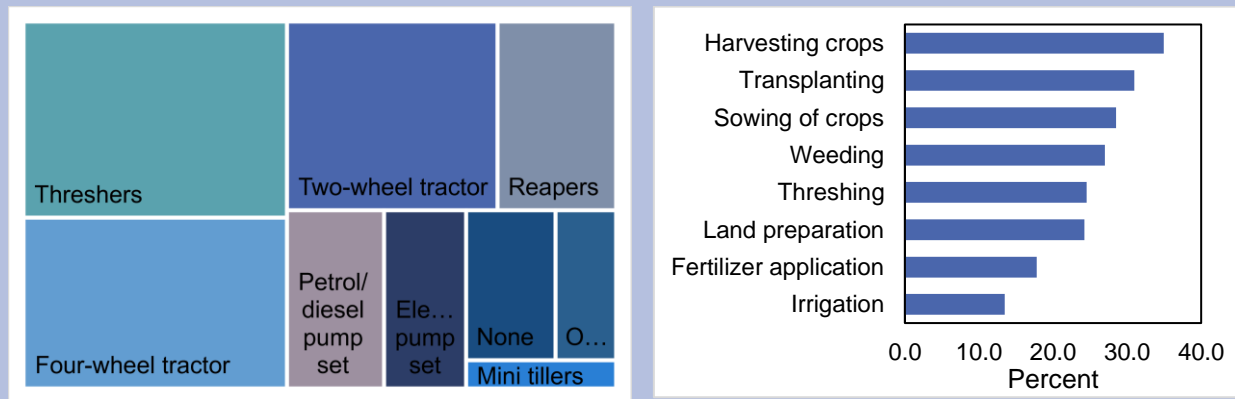 Threshers
Two-wheel tractor
Reapers
Four-wheel tractor
Petrol/
diesel
pump
set
Ele…
pump
set
None
O…
Mini tillers
Harvesting crops
Transplanting
Sowing of crops
Weeding
Threshing
Land preparation
Fertilizer application
Irrigation
0.0 10.0 20.0 30.0 40.0
Percent